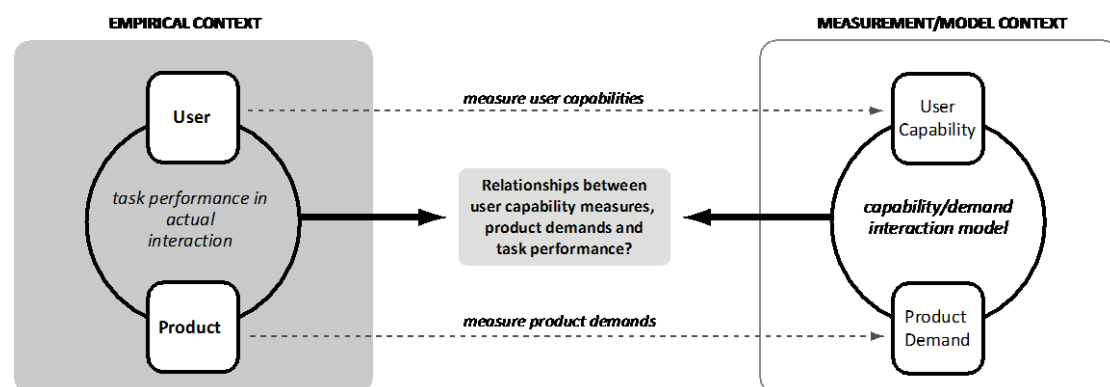 EMPIRICAL CONTEXT
MEASUREMENT/MODEL CONTEXT
User
measure user capabilities
User
Capability
task performance in
actual
interaction
Relationships between
user capability measures,
product demands and
task performance?
capability/demand
interaction model
Product
measure product demands
Product
Demand